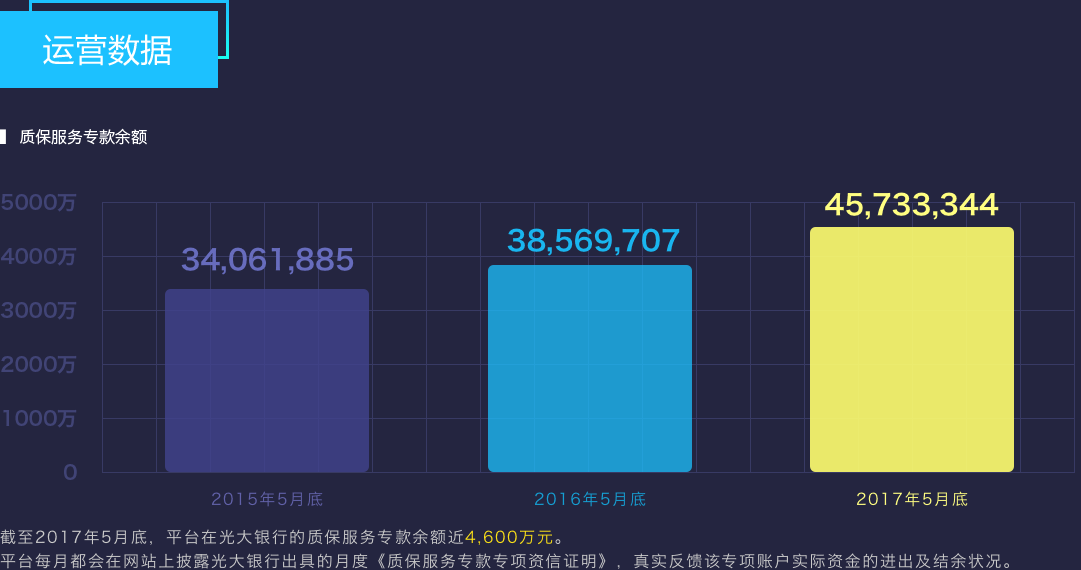 运营数据
质保服务专款余额
5000万
4000万
3000万
2000万
1000万
0
34,061,885
38,569,707
45,733,344
2015年5月底
2016年5月底
2017年5月底
截至2017年5月底，平台在光大银行的质保服务专款余额近4,600万元。
平台每月都会在网站上披露光大银行出具的月度《质保服务专款专项资信证明》，真实反馈该专项账户实际资金的进出及结余状况。